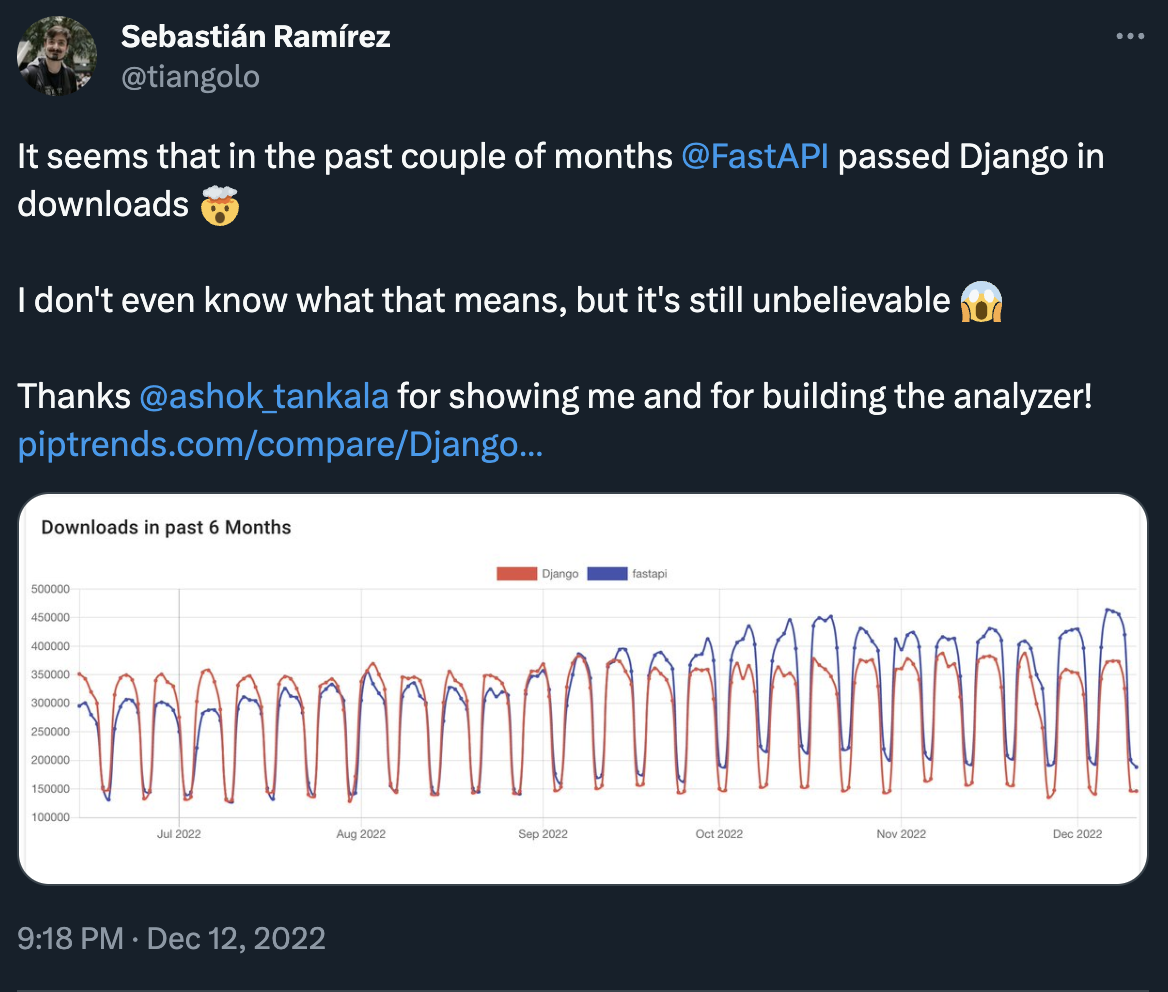 Sebastián Ramírez
@tiangolo
It seems that in the past couple of months @FastAPI passed Django in
downloads 🤯
I don't even know what that means, but it's still unbelievable 😱
Thanks @ashok_tankala for showing me and for building the analyzer!
piptrends.com/compare/Django...
Downloads in past 6 Months
Django fastapi
500000
450000
400000
350000
300000
250000
200000
150000
100000
Jul 2022 Aug 2022 Sep 2022 Oct 2022 Nov 2022 Dec 2022
9:18 PM · Dec 12, 2022